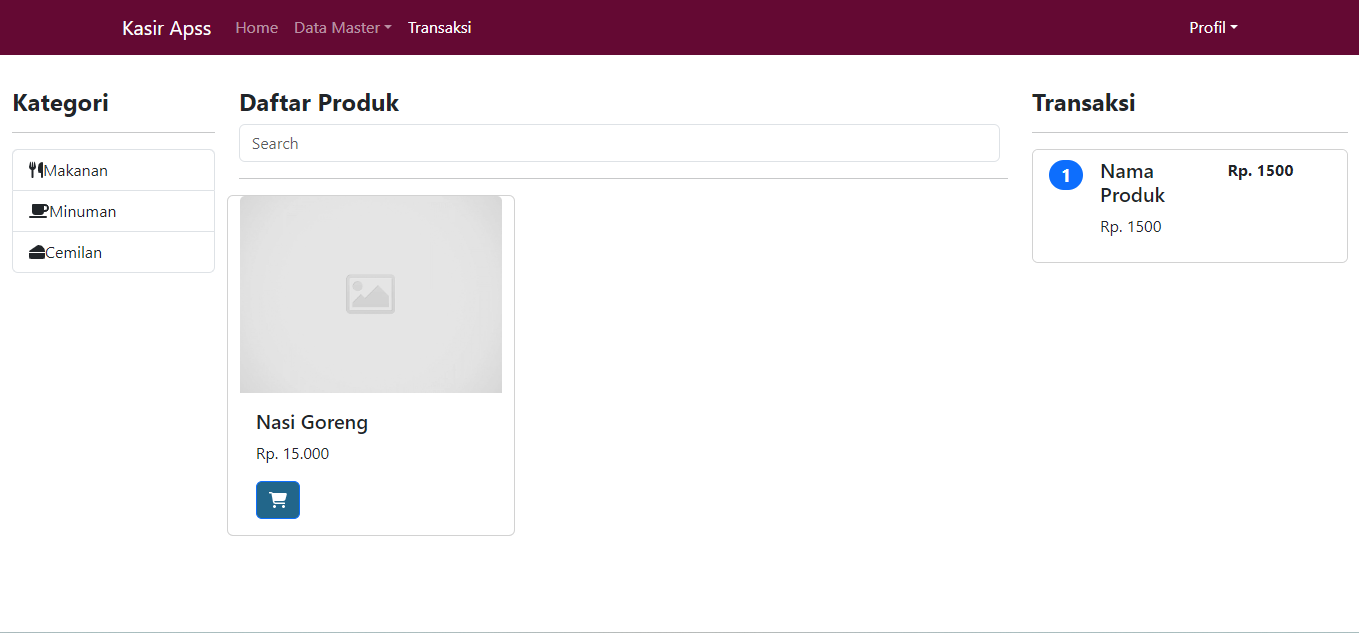 Kasir Apss Home Data Master Transaksi Profil
Kategori
Makanan
Minuman
Cemilan
Daftar Produk
Search
Nasi Goreng
Rp. 15.000
Transaksi
1 Nama Rp. 1500
Produk
Rp. 1500